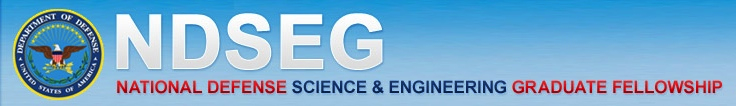 DEPARTMENT OF DEFENSE
UNITED STATES OF AMERICA
NDSEG
NATIONAL DEFENSE SCIENCE & ENGINEERING GRADUATE FELLOWSHIP